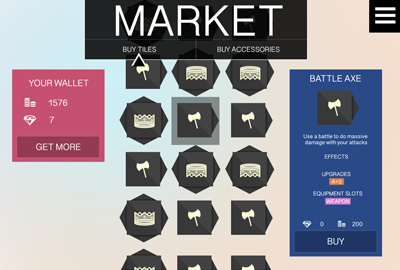 MARKET
BUY TILES
BUY ACCESSORIES
YOUR WALLET
1576
7
GET MORE
BATTLE AXE
Use a battle to do massive
damage with your attacks
EFFECTS
UPGRADES
EQUIPMENT SLOTS
WEAPON
0 200
BUY